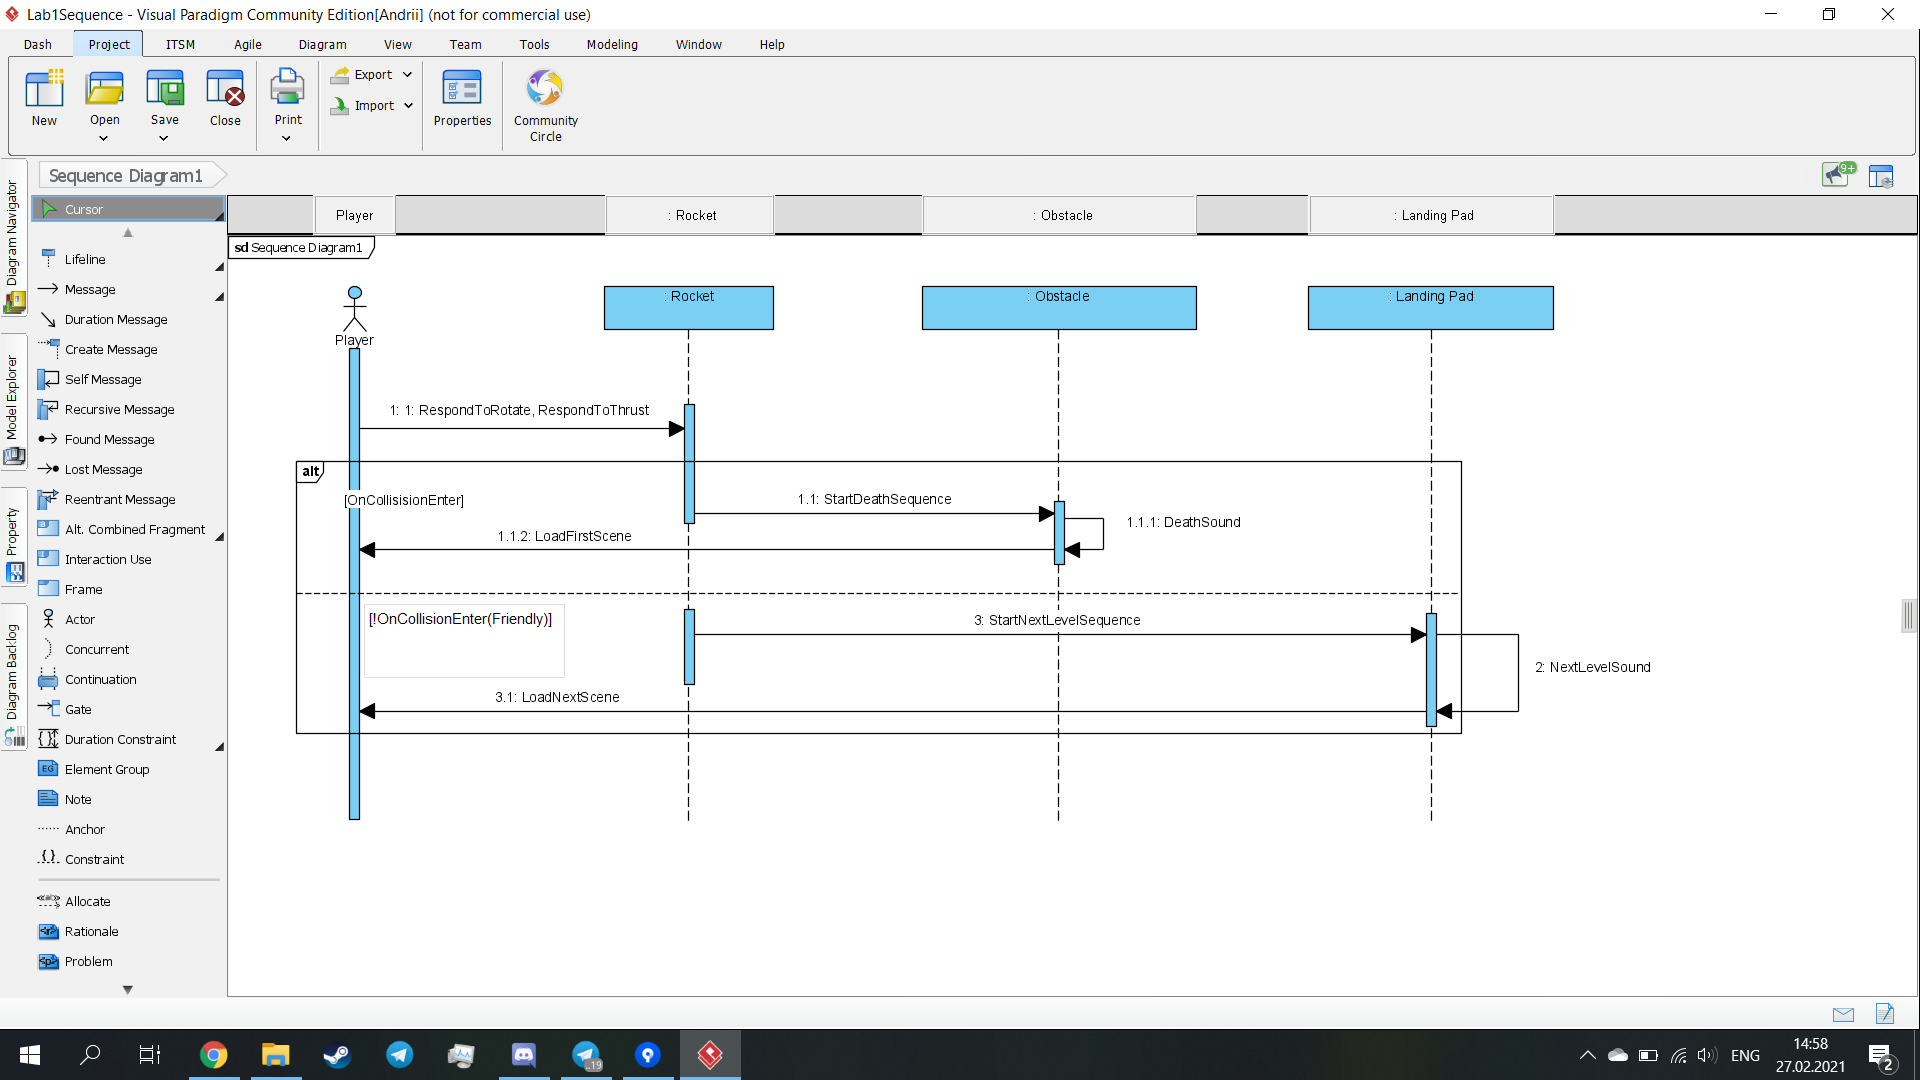 Lab1Sequence - Visual Paradigm Community Edition[Andrii] (not for commercial use)
Dash Project ITSM Agile Diagram View Team Tools Modeling Window Help
New Open Save Close Print Export Import Properties Community Circle
Sequence Diagram1
9+
Diagram Navigator
Model Explorer
Property
Diagram Backlog
Cursor
Lifeline
Message
Duration Message
Create Message
Self Message
Recursive Message
Found Message
Lost Message
Reentrant Message
Alt. Combined Fragment
Interaction Use
Frame
Actor
Concurrent
Continuation
Gate
Duration Constraint
EG Element Group
Note
Anchor
Constraint
Allocate
Rationale
Problem
Player : Rocket : Obstacle : Landing Pad
sd Sequence Diagram1
: Rocket : Obstacle : Landing Pad
Player
1: 1: RespondToRotate, RespondToThrust
alt
[OnCollisisionEnter]
1.1: StartDeathSequence
1.1.1: DeathSound
1.1.2: LoadFirstScene
[!OnCollisionEnter(Friendly)]
3: StartNextLevelSequence
2: NextLevelSound
3.1: LoadNextScene
..19
ENG
14:58
27.02.2021
2